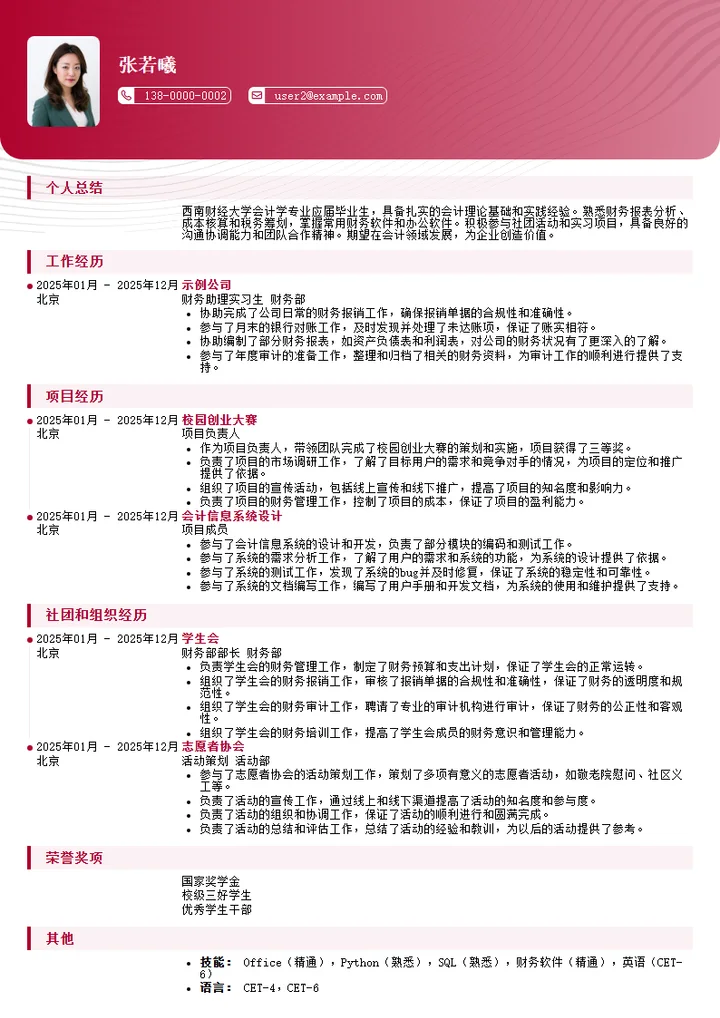 张若曦
138-0000-0002
user2@example.com
个人总结
西南财经大学会计学专业应届毕业生，具备扎实的会计理论基础和实践经验。熟悉财务报表分析、
成本核算和税务筹划，掌握常用财务软件和办公软件。积极参与社团活动和实习项目，具备良好的
沟通协调能力和团队合作精神。期望在会计领域发展，为企业创造价值。
工作经历
2025年01月 - 2025年12月 示例公司
北京 财务助理实习生 财务部
• 协助完成了公司日常的财务报销工作，确保报销单据的合规性和准确性。
• 参与了月末的银行对账工作，及时发现并处理了未达账项，保证了账实相符。
• 协助编制了部分财务报表，如资产负债表和利润表，对公司的财务状况有了更深入的了解。
• 参与了年度审计的准备工作，整理和归档了相关的财务资料，为审计工作的顺利进行提供了支
持。
项目经历
2025年01月 - 2025年12月 校园创业大赛
北京 项目负责人
• 作为项目负责人，带领团队完成了校园创业大赛的策划和实施，项目获得了三等奖。
• 负责了项目的市场调研工作，了解了目标用户的需求和竞争对手的情况，为项目的定位和推广
提供了依据。
• 组织了项目的宣传活动，包括线上宣传和线下推广，提高了项目的知名度和影响力。
• 负责了项目的财务管理工作，控制了项目的成本，保证了项目的盈利能力。
2025年01月 - 2025年12月 会计信息系统设计
北京 项目成员
• 参与了会计信息系统的设计和开发，负责了部分模块的编码和测试工作。
• 参与了系统的需求分析工作，了解了用户的需求和系统的功能，为系统的设计提供了依据。
• 参与了系统的测试工作，发现了系统的bug并及时修复，保证了系统的稳定性和可靠性。
• 参与了系统的文档编写工作，编写了用户手册和开发文档，为系统的使用和维护提供了支持。
社团和组织经历
2025年01月 - 2025年12月 学生会
北京 财务部部长 财务部
• 负责学生会的财务管理工作，制定了财务预算和支出计划，保证了学生会的正常运转。
• 组织了学生会的财务报销工作，审核了报销单据的合规性和准确性，保证了财务的透明度和规
范性。
• 组织了学生会的财务审计工作，聘请了专业的审计机构进行审计，保证了财务的公正性和客观
性。
• 组织了学生会的财务培训工作，提高了学生会成员的财务意识和管理能力。
2025年01月 - 2025年12月 志愿者协会
北京 活动策划 活动部
• 参与了志愿者协会的活动策划工作，策划了多项有意义的志愿者活动，如敬老院慰问、社区义
工等。
• 负责了活动的宣传工作，通过线上和线下渠道提高了活动的知名度和参与度。
• 负责了活动的组织和协调工作，保证了活动的顺利进行和圆满完成。
• 负责了活动的总结和评估工作，总结了活动的经验和教训，为以后的活动提供了参考。
荣誉奖项
国家奖学金
校级三好学生
优秀学生干部
其他
• 技能： Office（精通），Python（熟悉），SQL（熟悉），财务软件（精通），英语（CET-
6）
• 语言： CET-4，CET-6